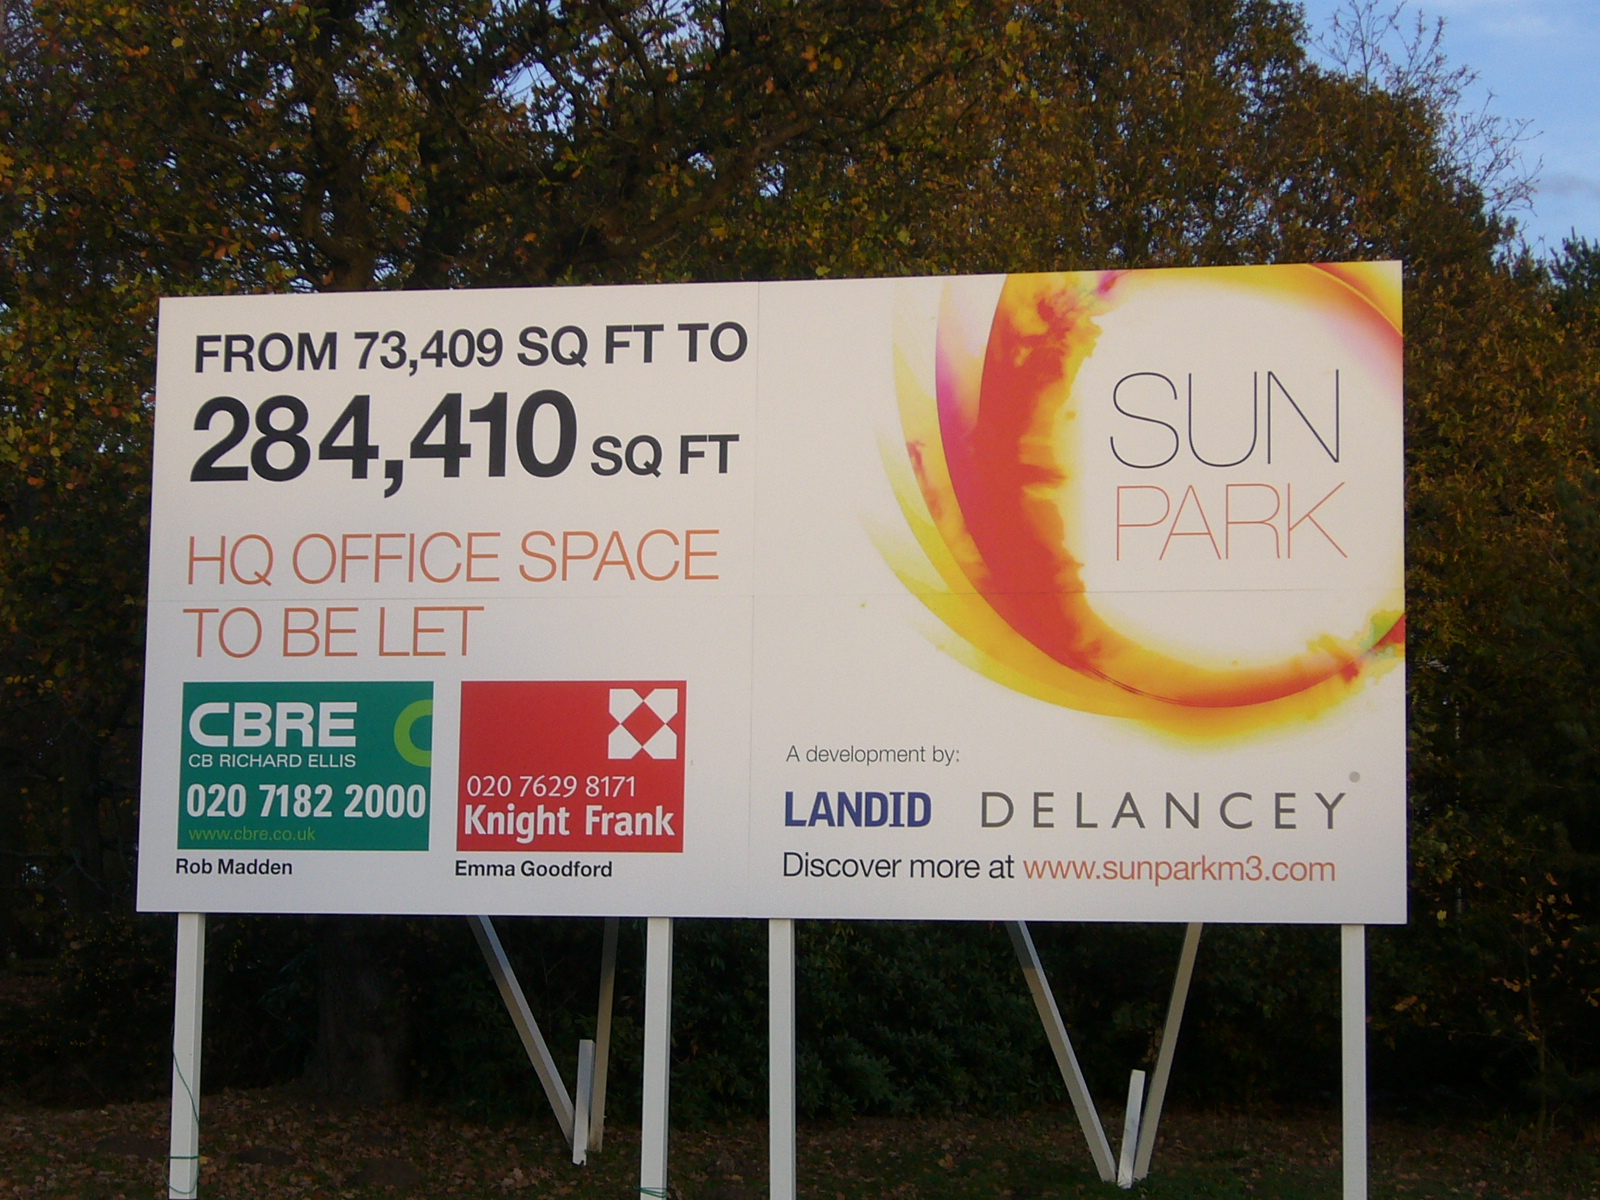 FROM 73,409 SQ FT TO
284,410 SQ FT
HQ OFFICE SPACE
TO BE LET
CBRE
CB RICHARD ELLIS
020 7182 2000
www.cbre.co.uk
Rob Madden
020 7629 8171
Knight Frank
Emma Goodford
SUN
PARK
A development by:
LANDID DELANCEY
Discover more at www.sunparkm3.com